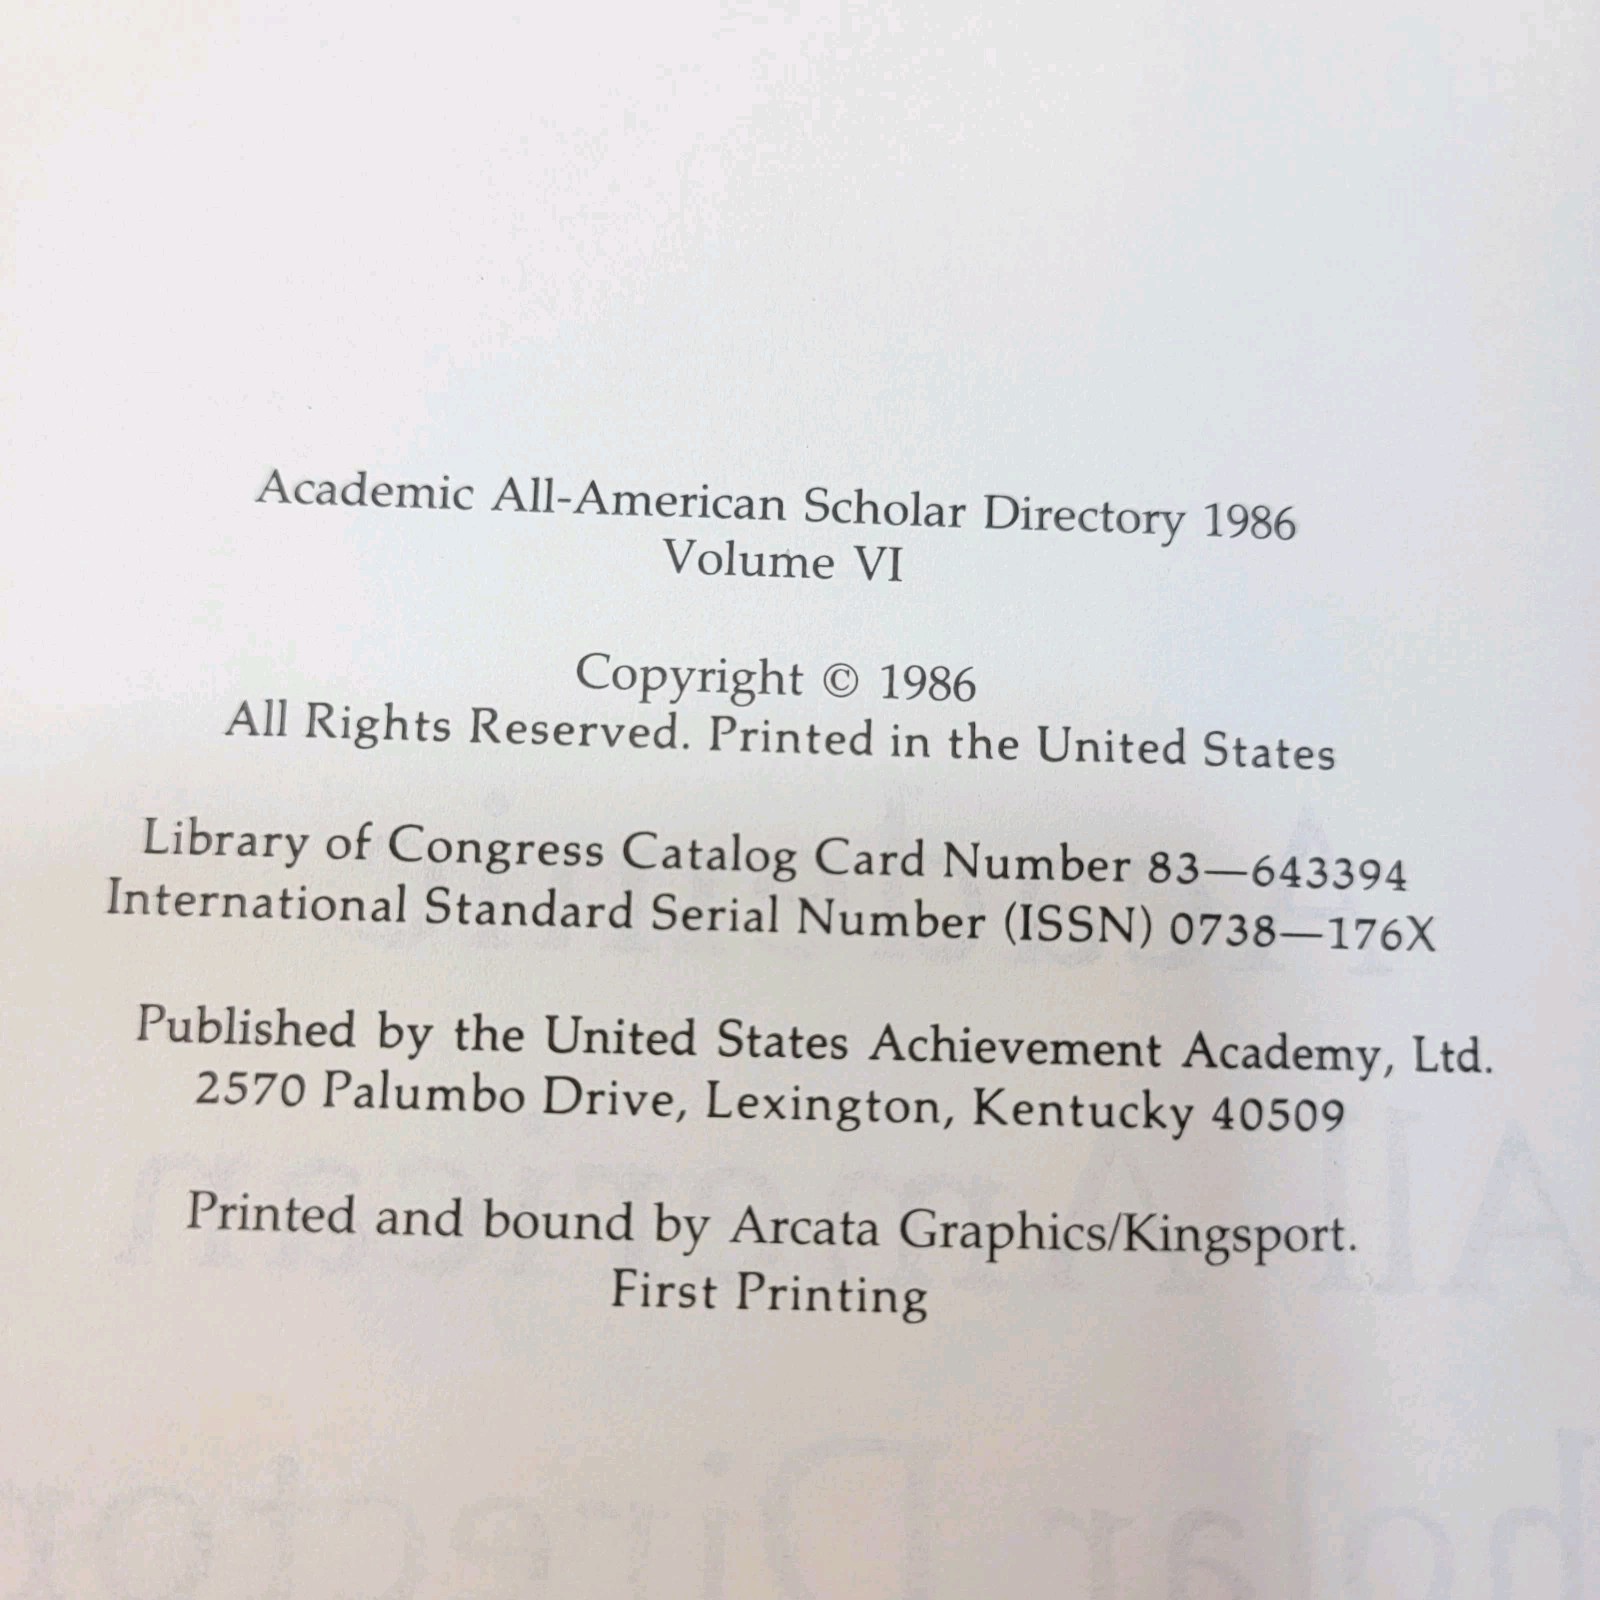 Academic All-American Scholar Directory 1986
Volume VI
Copyright © 1986
All Rights Reserved. Printed in the United States
Library of Congress Catalog Card Number 83—643394
International Standard Serial Number (ISSN) 0738—176X
Published by the United States Achievement Academy, Ltd.
2570 Palumbo Drive, Lexington, Kentucky 40509
Printed and bound by Arcata Graphics/Kingsport.
First Printing